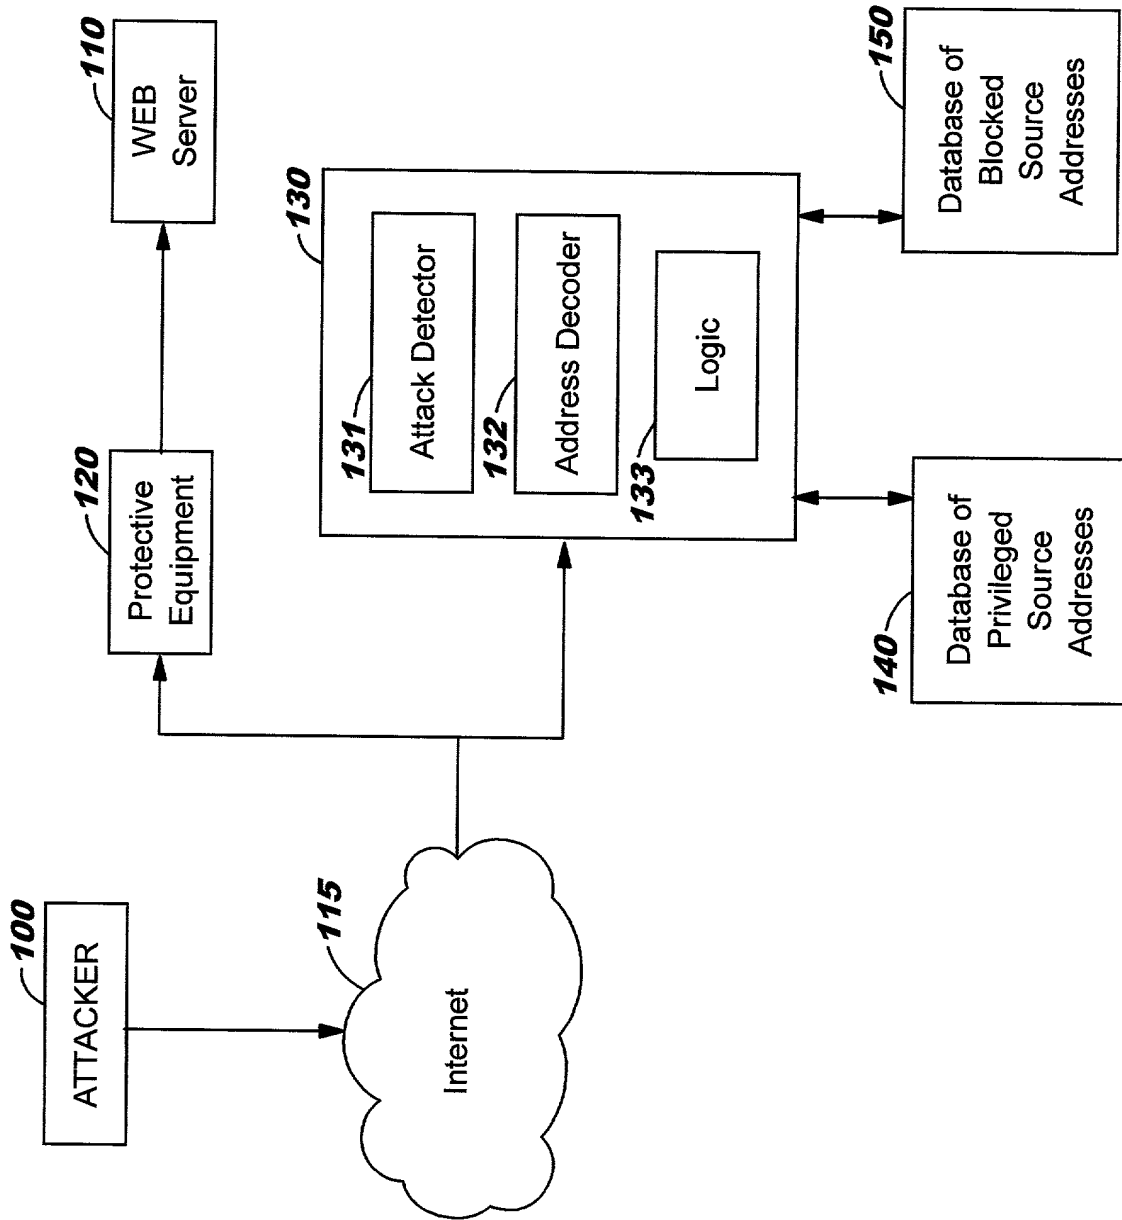 100
ATTACKER
115
Internet
120
Protective
Equipment
110
WEB
Server
130
131
Attack Detector
132
Address Decoder
133
Logic
140
Database of
Privileged
Source
Addresses
150
Database of
Blocked
Source
Addresses